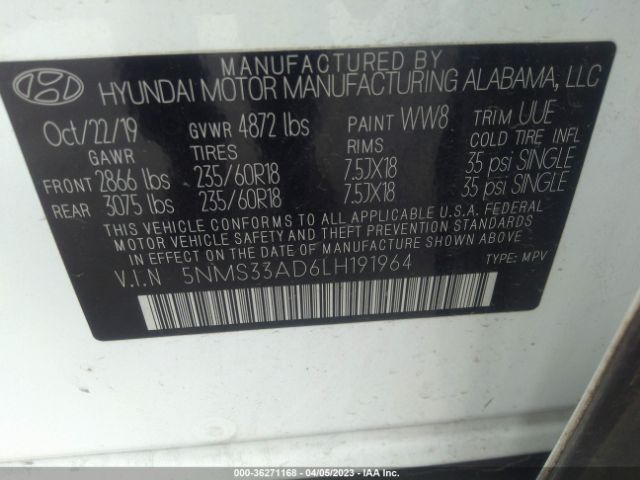 MANUFACTURED BY
HYUNDAI MOTOR MANUFACTURING ALABAMA, LLC
Oct/22/19 GVWR 4872 lbs PAINT WW8 TRIM UUE
GAWR TIRES RIMS COLD TIRE INFL
FRONT 2866 lbs 235/60R18 7.5JX18 35 psi SINGLE
REAR 3075 lbs 235/60R18 7.5JX18 35 psi SINGLE
THIS VEHICLE CONFORMS TO ALL APPLICABLE U.S.A. FEDERAL
MOTOR VEHICLE SAFETY AND THEFT PREVENTION STANDARDS
IN EFFECT ON THE DATE OF MANUFACTURE SHOWN ABOVE.
V.I.N 5NMS33AD6LH191964 TYPE: MPV
000-36271168 - 04/05/2023 - IAA Inc.